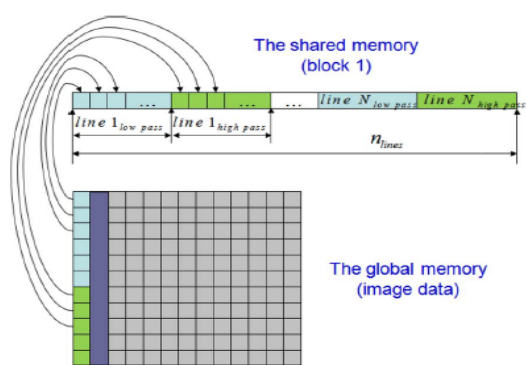 The shared memory
(block 1)
... ... ... line N low pass line N high pass
line 1 low pass line 1 high pass
n lines
The global memory
(image data)